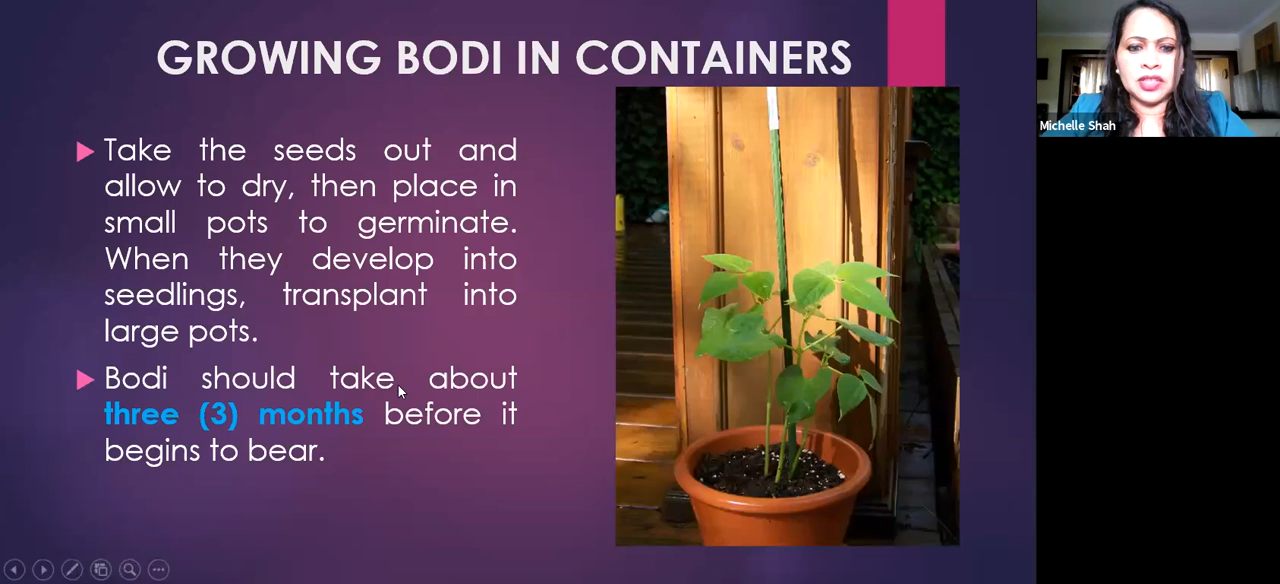 GROWING BODI IN CONTAINERS
Take the seeds out and
allow to dry, then place in
small pots to germinate.
When they develop into
seedlings, transplant into
large pots.
Bodi should take about
three (3) months before it
begins to bear.
Michelle Shah